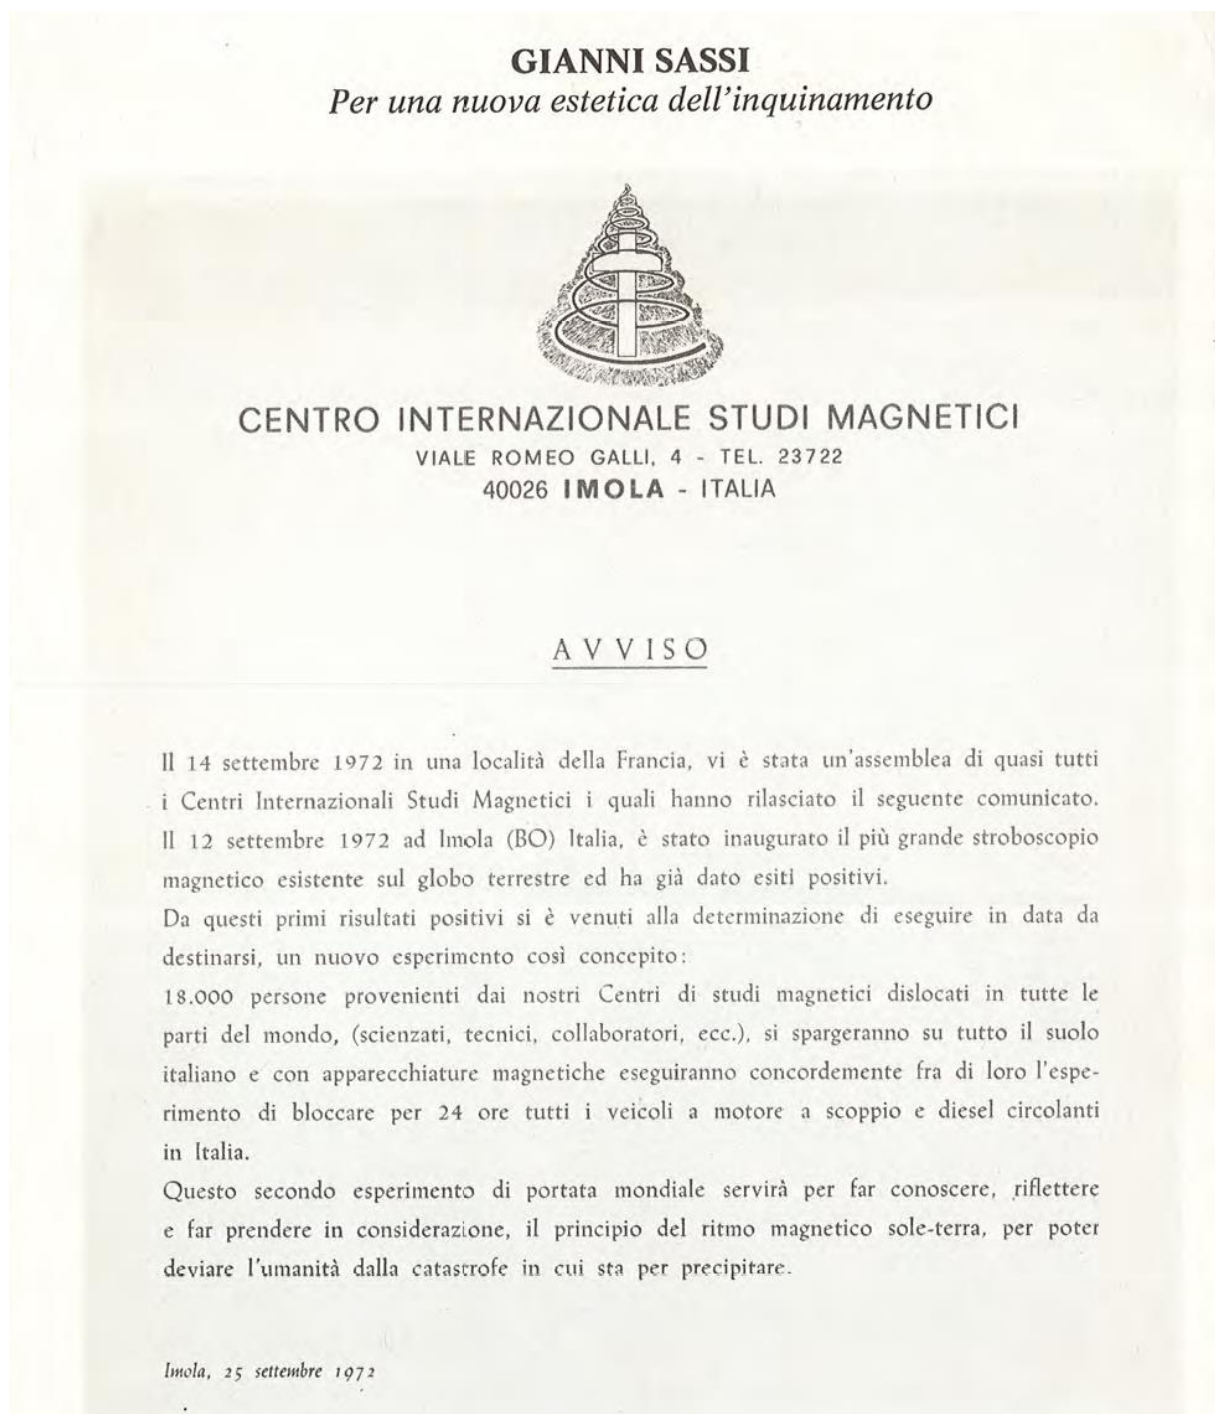 GIANNI SASSI
Per una nuova estetica dell'inquinamento
CENTRO INTERNAZIONALE STUDI MAGNETICI
VIALE ROMEO GALLI, 4 - TEL. 23722
40026 IMOLA - ITALIA
AVVISO
Il 14 settembre 1972 in una località della Francia, vi è stata un'assemblea di quasi tutti
i Centri Internazionali Studi Magnetici i quali hanno rilasciato il seguente comunicato.
Il 12 settembre 1972 ad Imola (BO) Italia, è stato inaugurato il più grande stroboscopio
magnetico esistente sul globo terrestre ed ha già dato esiti positivi.
Da questi primi risultati positivi si è venuti alla determinazione di eseguire in data da
destinarsi, un nuovo esperimento così concepito:
18.000 persone provenienti dai nostri Centri di studi magnetici dislocati in tutte le
parti del mondo, (scienzati, tecnici, collaboratori, ecc.), si spargeranno su tutto il suolo
italiano e con apparecchiature magnetiche eseguiranno concordemente fra di loro l'espe-
rimento di bloccare per 24 ore tutti i veicoli a motore a scoppio e diesel circolanti
in Italia.
Questo secondo esperimento di portata mondiale servirà per far conoscere, riflettere
e far prendere in considerazione, il principio del ritmo magnetico sole-terra, per poter
deviare l'umanità dalla catastrofe in cui sta per precipitare.
Imola, 25 settembre 1972